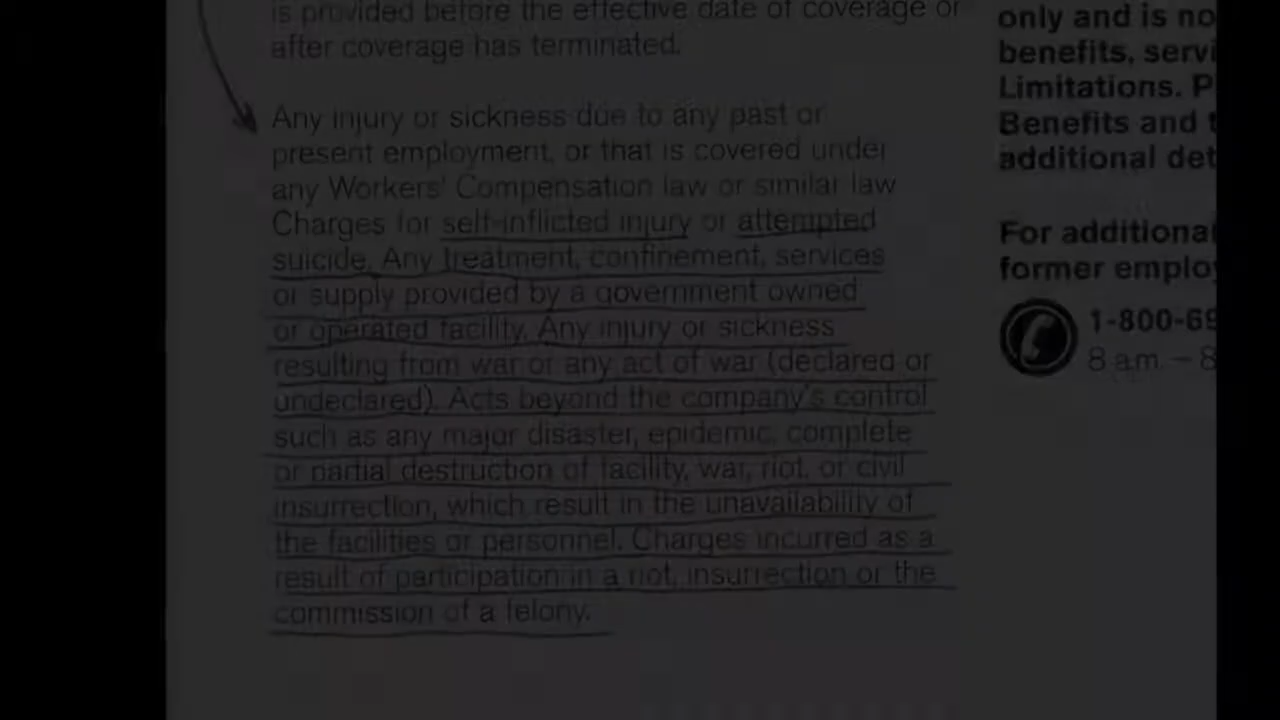 is provided before the effective date of coverage or
after coverage has terminated.
Any injury or sickness due to any past or
present employment, or that is covered under
any Workers' Compensation law or similar law
Charges for self-inflicted injury or attempted
suicide. Any treatment, confinement, services
or supply provided by a government owned
or operated facility. Any injury or sickness
resulting from war or any act of war (declared or
undeclared). Acts beyond the company's control
such as any major disaster, epidemic, complete
or partial destruction of facility, war, riot, or civil
insurrection, which result in the unavailability of
the facilities or personnel. Charges incurred as a
result of participation in a riot, insurrection or the
commission of a felony.
only and is no
benefits, servi
Limitations. P
Benefits and t
additional det
For additional
former employ
1-800-69
8 a.m. – 8